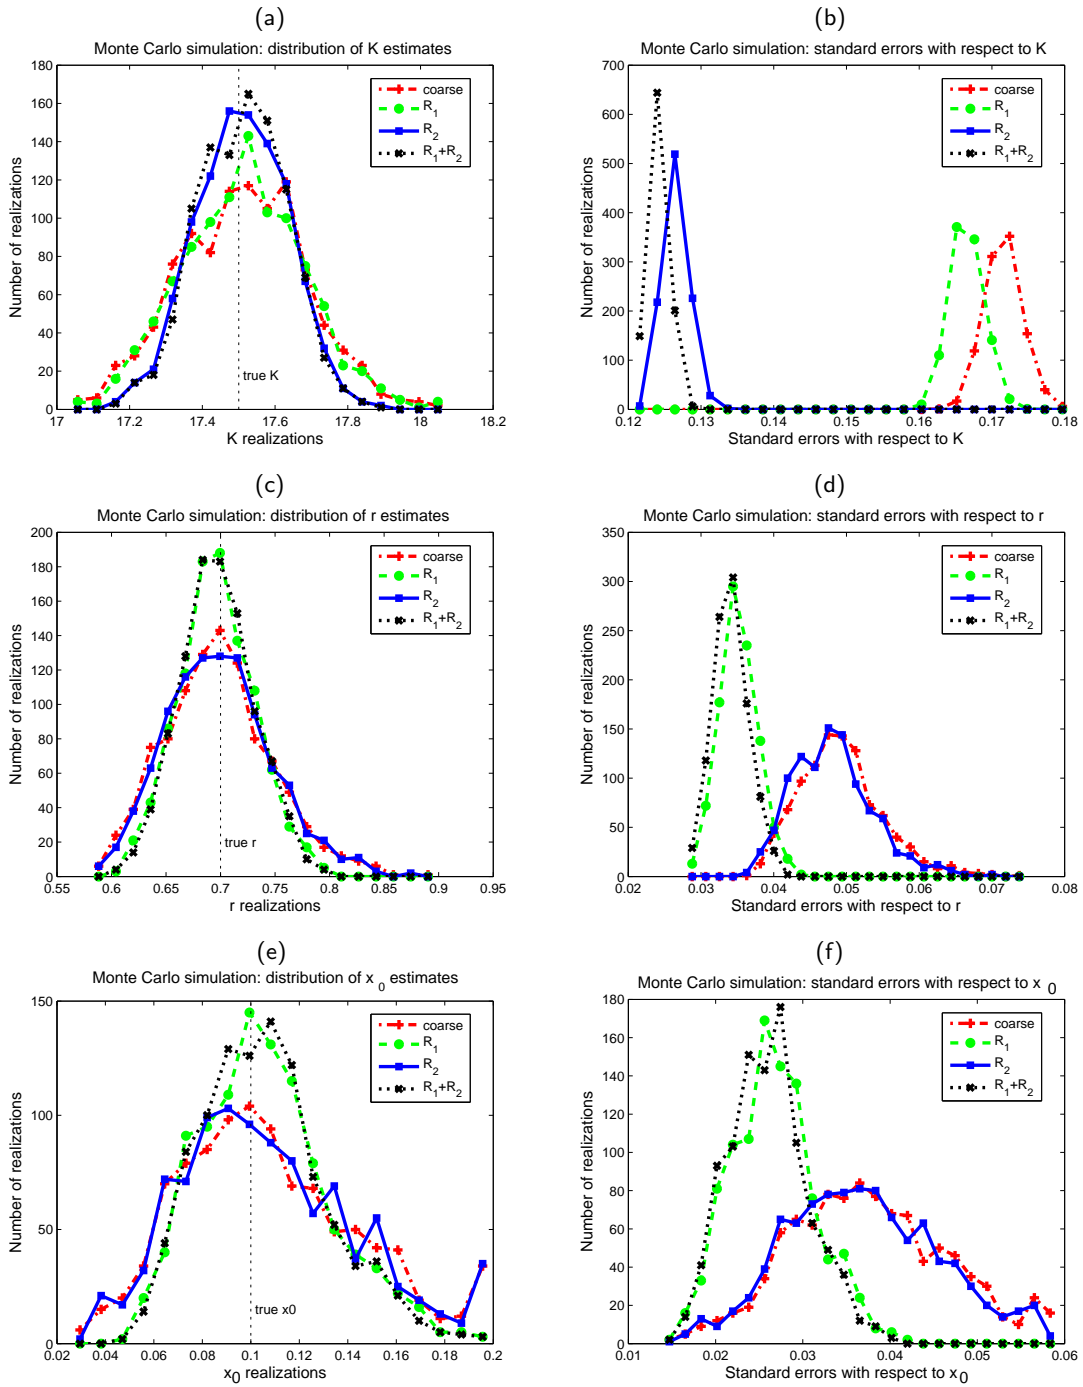 (a)
Monte Carlo simulation: distribution of K estimates
180
160
140
120
100
80
60
40
20
0
17
17.2
17.4
17.6
17.8
18
18.2
Number of realizations
K realizations
true K
coarse
R1
R2
R1+R2
(b)
Monte Carlo simulation: standard errors with respect to K
700
600
500
400
300
200
100
0
0.12
0.13
0.14
0.15
0.16
0.17
0.18
Number of realizations
Standard errors with respect to K
coarse
R1
R2
R1+R2
(c)
Monte Carlo simulation: distribution of r estimates
200
180
160
140
120
100
80
60
40
20
0
0.55
0.6
0.65
0.7
0.75
0.8
0.85
0.9
0.95
Number of realizations
r realizations
true r
coarse
R1
R2
R1+R2
(d)
Monte Carlo simulation: standard errors with respect to r
350
300
250
200
150
100
50
0
0.02
0.03
0.04
0.05
0.06
0.07
0.08
Number of realizations
Standard errors with respect to r
coarse
R1
R2
R1+R2
(e)
Monte Carlo simulation: distribution of x0 estimates
150
100
50
0
0.02
0.04
0.06
0.08
0.1
0.12
0.14
0.16
0.18
0.2
Number of realizations
x0 realizations
true x0
coarse
R1
R2
R1+R2
(f)
Monte Carlo simulation: standard errors with respect to x0
180
160
140
120
100
80
60
40
20
0
0.01
0.02
0.03
0.04
0.05
0.06
Number of realizations
Standard errors with respect to x0
coarse
R1
R2
R1+R2